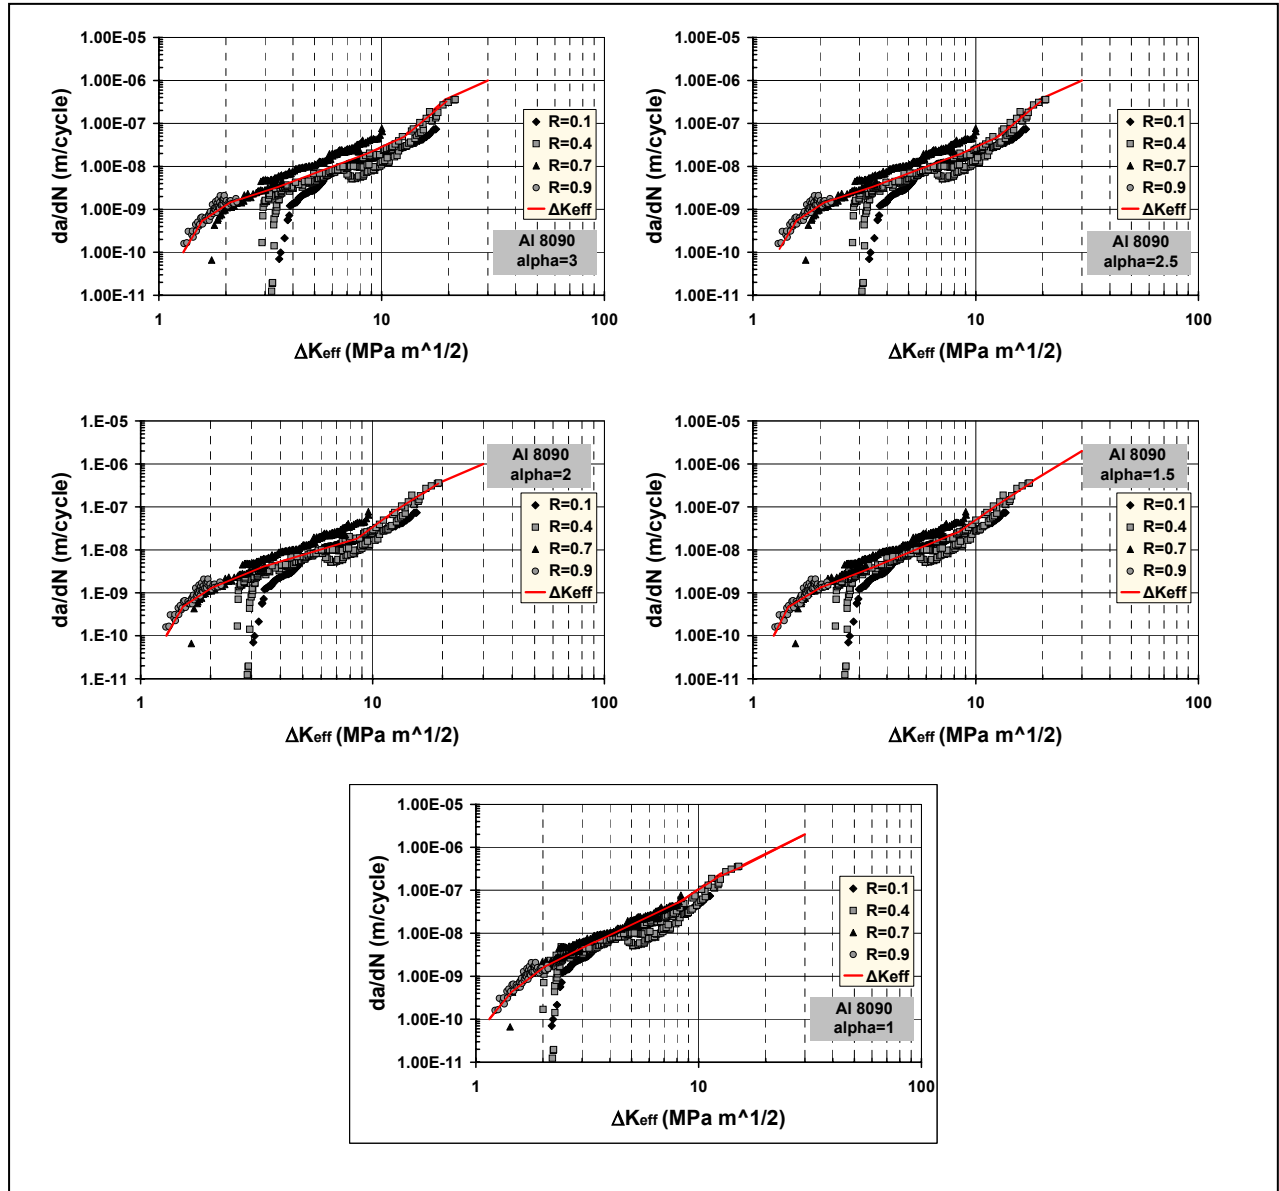 1.00E-05
1.00E-06
1.00E-07
1.00E-08
1.00E-09
1.00E-10
1.00E-11
da/dN (m/cycle)
1 10 100
ΔKeff (MPa m^1/2)
R=0.1
R=0.4
R=0.7
R=0.9
ΔKeff
Al 8090
alpha=3
1.00E-05
1.00E-06
1.00E-07
1.00E-08
1.00E-09
1.00E-10
1.00E-11
da/dN (m/cycle)
1 10 100
ΔKeff (MPa m^1/2)
R=0.1
R=0.4
R=0.7
R=0.9
ΔKeff
Al 8090
alpha=2.5
1.E-05
1.E-06
1.E-07
1.E-08
1.E-09
1.E-10
1.E-11
da/dN (m/cycle)
1 10 100
ΔKeff (MPa m^1/2)
Al 8090
alpha=2
R=0.1
R=0.4
R=0.7
R=0.9
ΔKeff
1.00E-05
1.00E-06
1.00E-07
1.00E-08
1.00E-09
1.00E-10
1.00E-11
da/dN (m/cycle)
1 10 100
ΔKeff (MPa m^1/2)
Al 8090
alpha=1.5
R=0.1
R=0.4
R=0.7
R=0.9
ΔKeff
1.00E-05
1.00E-06
1.00E-07
1.00E-08
1.00E-09
1.00E-10
1.00E-11
da/dN (m/cycle)
1 10 100
ΔKeff (MPa m^1/2)
R=0.1
R=0.4
R=0.7
R=0.9
ΔKeff
Al 8090
alpha=1